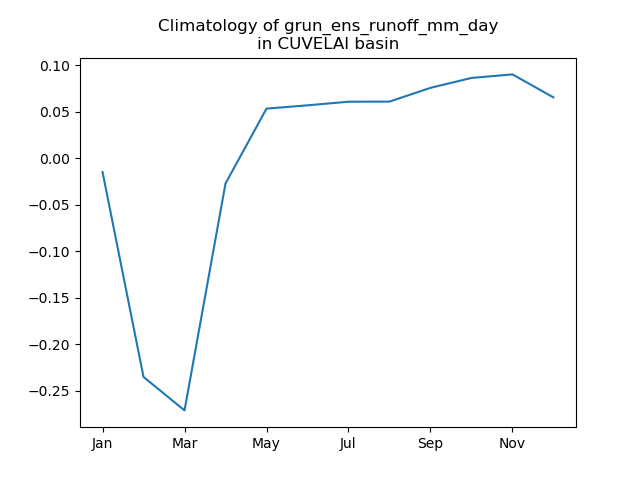 Climatology of grun_ens_runoff_mm_day
in CUVELAI basin
0.10
0.05
0.00
−0.05
−0.10
−0.15
−0.20
−0.25
Jan Mar May Jul Sep Nov